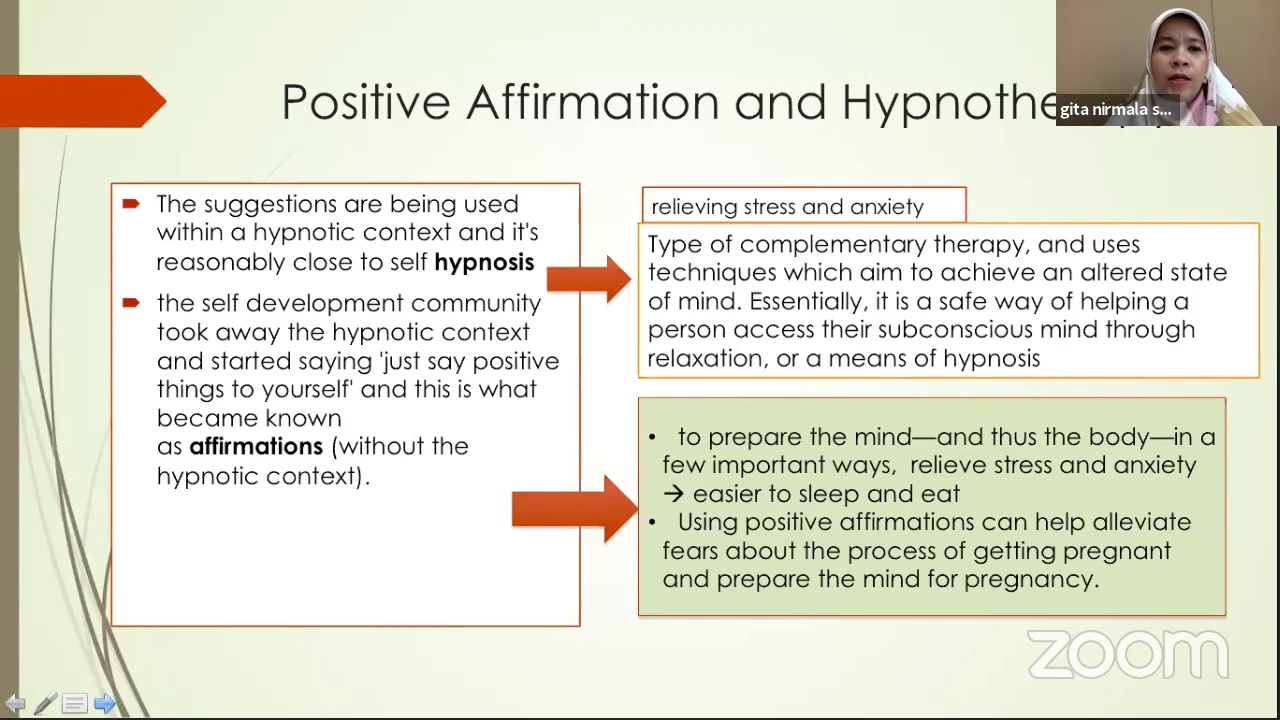 Positive Affirmation and Hypnothe
gita nirmala s...
The suggestions are being used
within a hypnotic context and it's
reasonably close to self hypnosis
the self development community
took away the hypnotic context
and started saying 'just say positive
things to yourself' and this is what
became known
as affirmations (without the
hypnotic context).
relieving stress and anxiety
Type of complementary therapy, and uses
techniques which aim to achieve an altered state
of mind. Essentially, it is a safe way of helping a
person access their subconscious mind through
relaxation, or a means of hypnosis
• to prepare the mind—and thus the body—in a
few important ways, relieve stress and anxiety
→ easier to sleep and eat
• Using positive affirmations can help alleviate
fears about the process of getting pregnant
and prepare the mind for pregnancy.
zoom